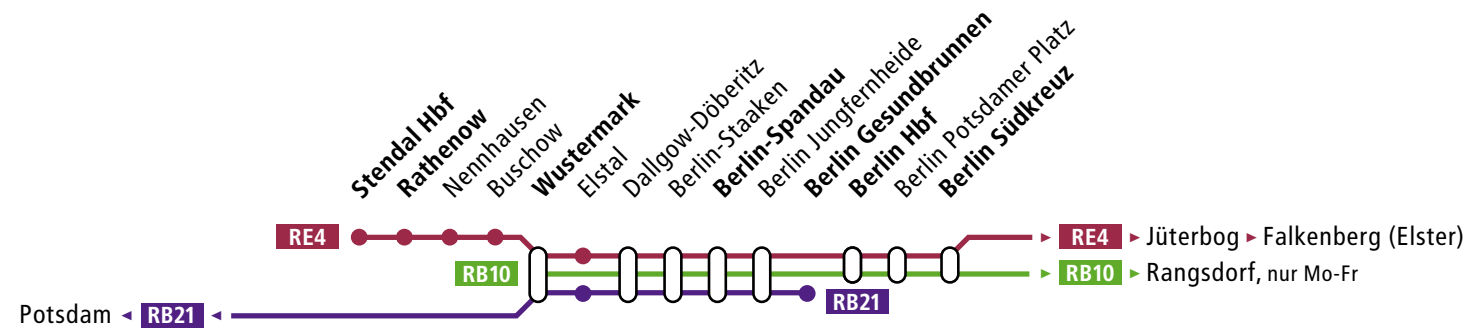 Stendal Hbf
Rathenow
Nennhausen
Buschow
Wustermark
Elstal
Dallgow-Döberitz
Berlin-Staaken
Berlin-Spandau
Berlin Jungfernheide
Berlin Gesundbrunnen
Berlin Hbf
Berlin Potsdamer Platz
Berlin Südkreuz
RE4
RE4 Jüterbog Falkenberg (Elster)
RB10
RB10 Rangsdorf, nur Mo-Fr
RB21
Potsdam RB21